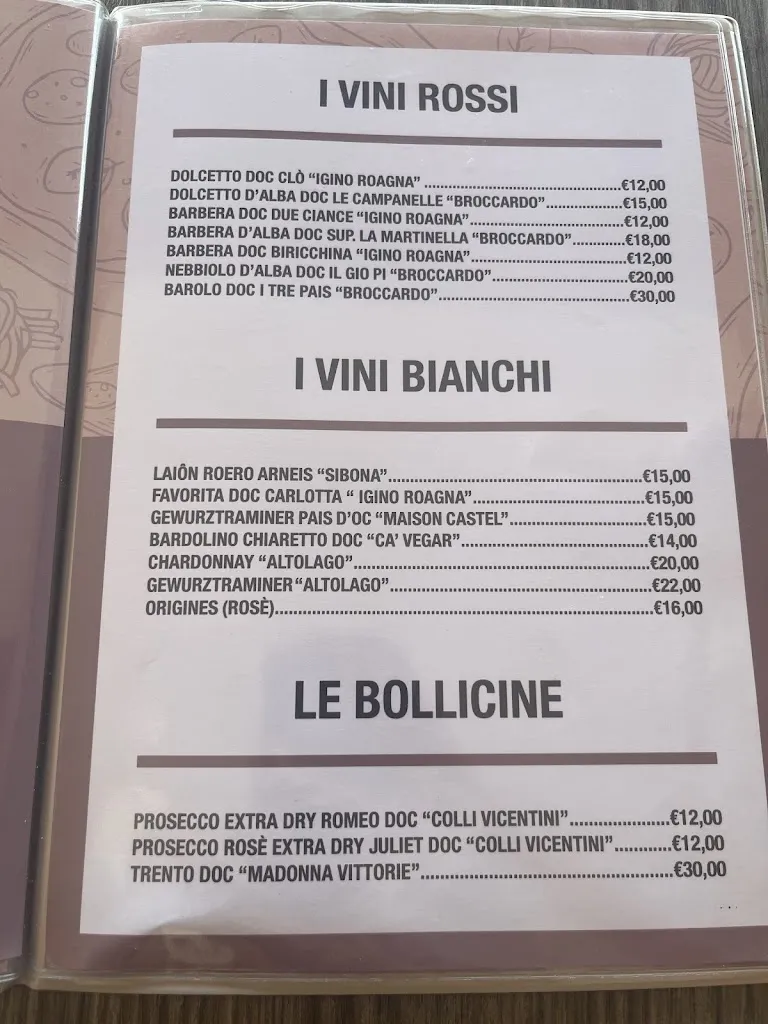 I VINI ROSSI
DOLCETTO DOC CLÒ “IGINO ROAGNA” ..................................................€12,00
DOLCETTO D’ALBA DOC LE CAMPANELLE “BROCCARDO”...........................€15,00
BARBERA DOC DUE CIANCE “IGINO ROAGNA”.......................................€12,00
BARBERA D’ALBA DOC SUP. LA MARTINELLA “BROCCARDO”..............€18,00
BARBERA DOC BIRICCHINA “IGINO ROAGNA”.......................................€12,00
NEBBIOLO D’ALBA DOC IL GIO PI “BROCCARDO”..................................€20,00
BAROLO DOC I TRE PAIS “BROCCARDO”................................................€30,00
I VINI BIANCHI
LAIÔN ROERO ARNEIS “SIBONA”............................................................€15,00
FAVORITA DOC CARLOTTA “ IGINO ROAGNA”.........................................€15,00
GEWURZTRAMINER PAIS D’OC “MAISON CASTEL”................................€15,00
BARDOLINO CHIARETTO DOC “CA’ VEGAR”............................................€14,00
CHARDONNAY “ALTOLAGO”.....................................................................€20,00
GEWURZTRAMINER “ALTOLAGO”.............................................................€22,00
ORIGINES (ROSÈ)......................................................................................€16,00
LE BOLLICINE
PROSECCO EXTRA DRY ROMEO DOC “COLLI VICENTINI”......................€12,00
PROSECCO ROSÈ EXTRA DRY JULIET DOC “COLLI VICENTINI”............€12,00
TRENTO DOC “MADONNA VITTORIE”.......................................................€30,00